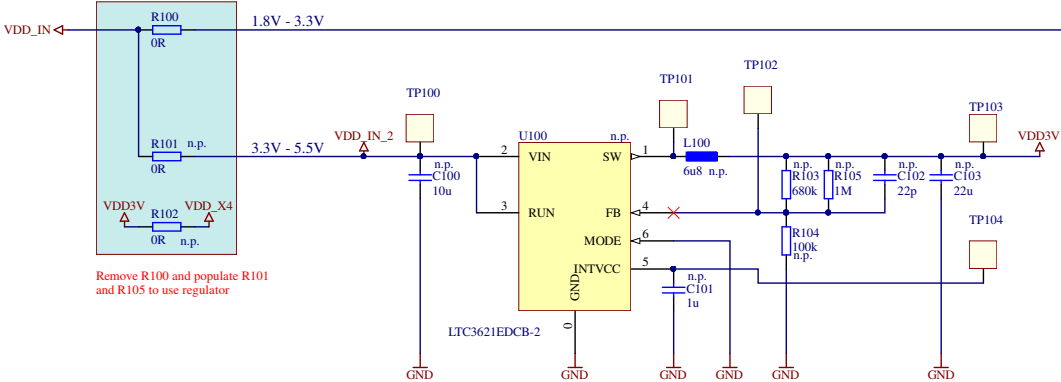 R100
VDD_IN
0R
1.8V - 3.3V
TP100
TP101
TP102
TP103
R101 n.p.
0R
3.3V - 5.5V
VDD_IN_2
n.p.
C100
10u
U100
n.p.
2 VIN
SW 1
L100
6u8 n.p.
n.p.
R103
680k
n.p.
R105
1M
n.p.
C102
22p
n.p.
C103
22u
VDD3V
3 RUN
FB 4
VDD3V
R102
VDD_X4
0R
n.p.
MODE 6
R104
100k
n.p.
TP104
INTVCC 5
GND
n.p.
C101
1u
Remove R100 and populate R101
and R105 to use regulator
0
LTC3621EDCB-2
GND
GND
GND
GND
GND
GND